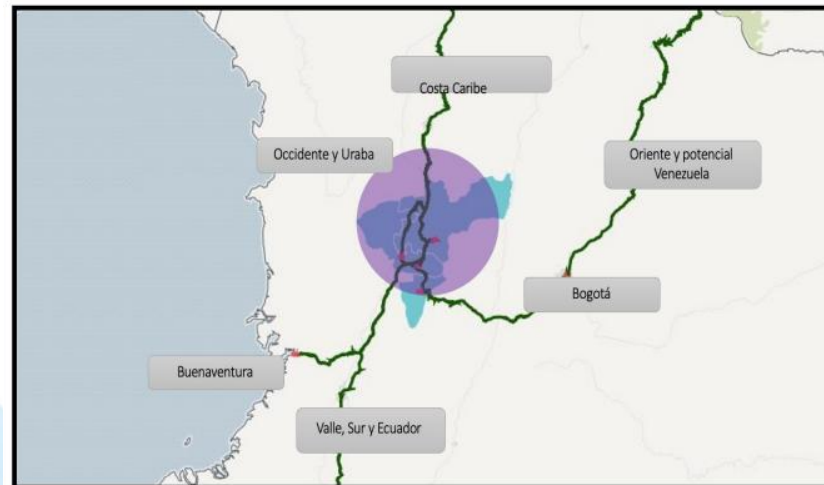 Costa Caribe
Occidente y Uraba
Oriente y potencial
Venezuela
Bogotá
Buenaventura
Valle, Sur y Ecuador